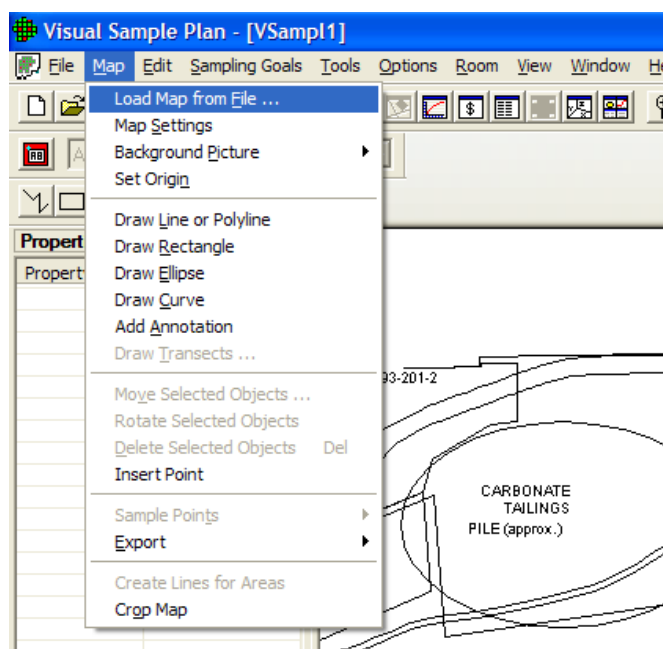 Visual Sample Plan - [VSampl1]
File Map Edit Sampling Goals Tools Options Room View Window He
Load Map from File ...
Map Settings
Background Picture
Set Origin
Draw Line or Polyline
Draw Rectangle
Draw Ellipse
Draw Curve
Add Annotation
Draw Transects ...
Move Selected Objects ...
Rotate Selected Objects
Delete Selected Objects Del
Insert Point
Sample Points
Export
Create Lines for Areas
Crop Map
Propert
Propert
93-201-2
CARBONATE
TAILINGS
PILE (approx.)